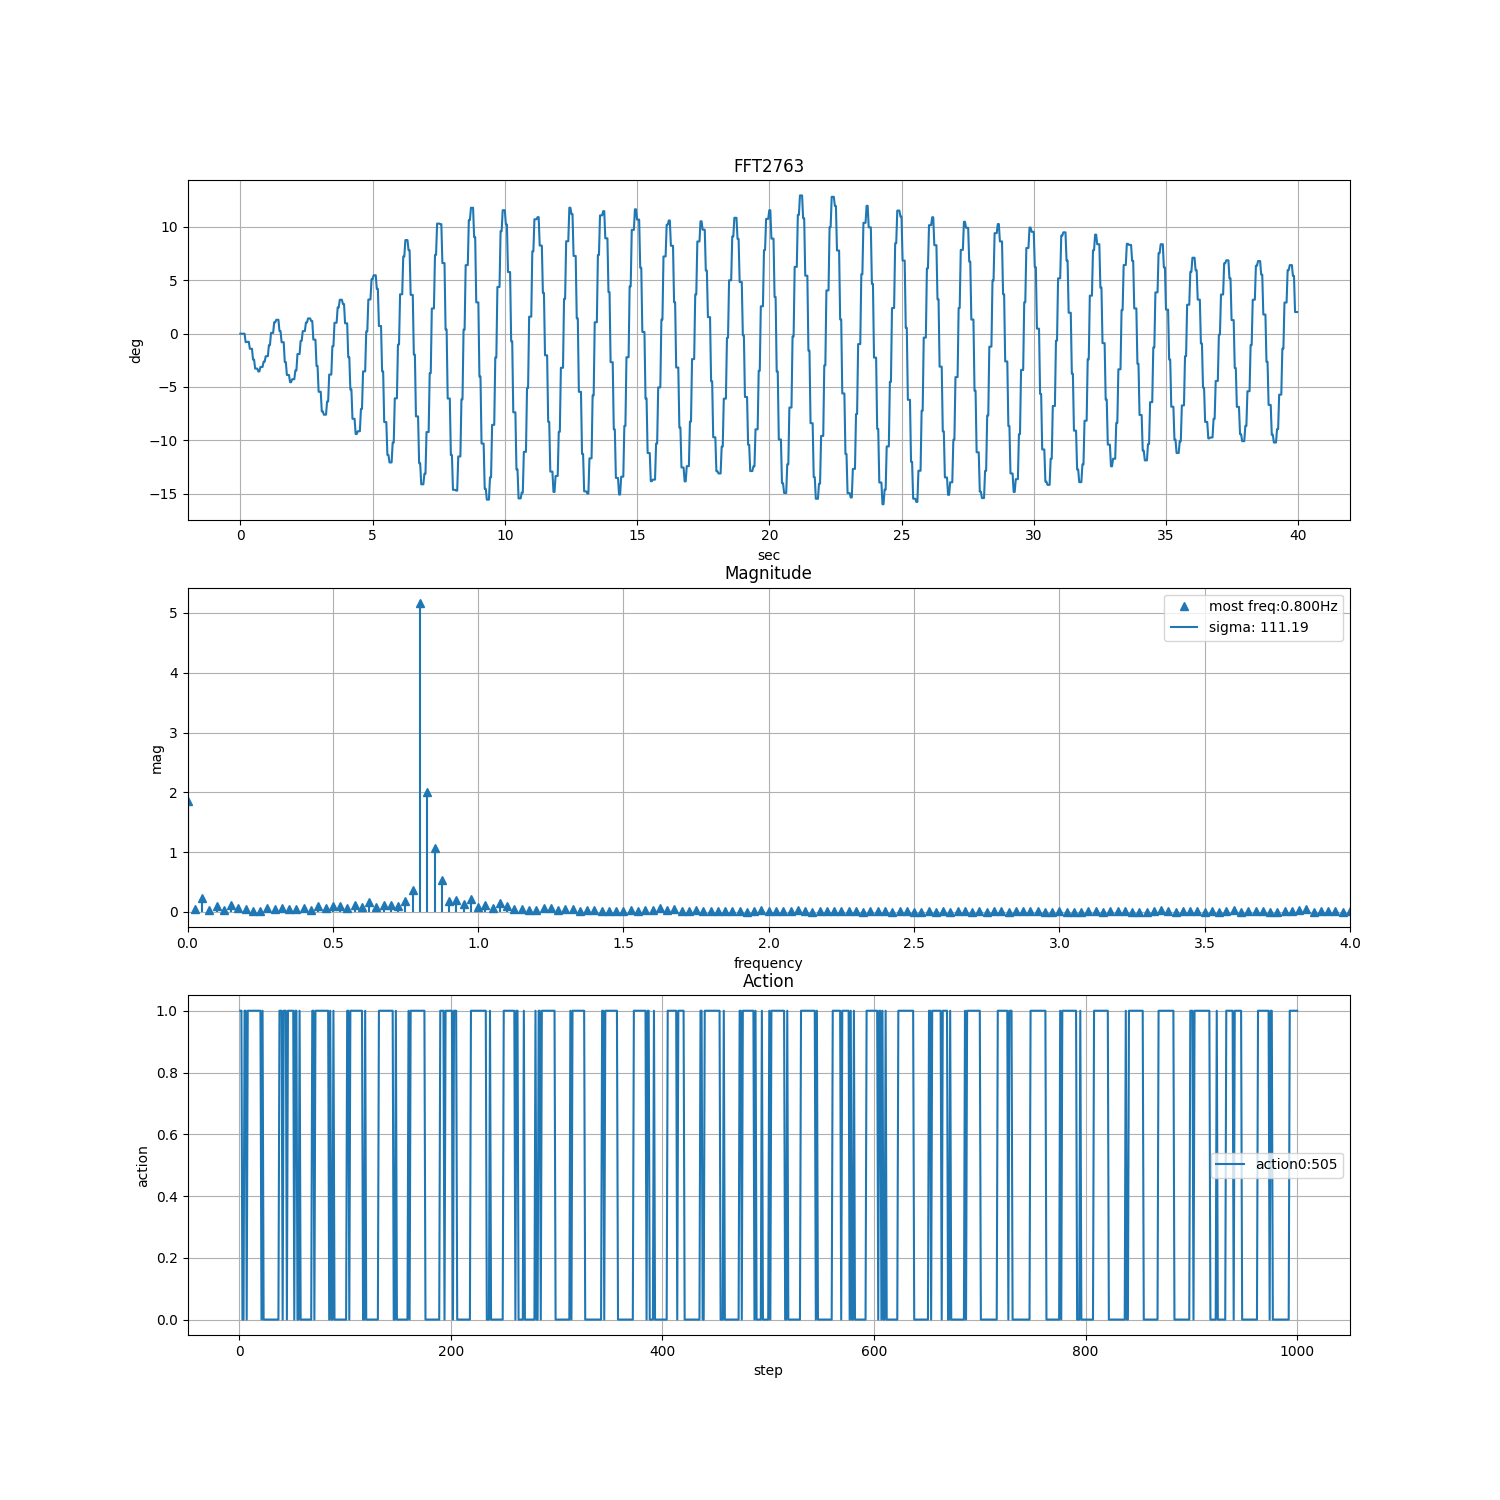 FFT2763
10
5
0
−5
−10
−15
deg
0 5 10 15 20 25 30 35 40
sec
Magnitude
most freq:0.800Hz
sigma: 111.19
5
4
3
2
1
0
mag
0.0 0.5 1.0 1.5 2.0 2.5 3.0 3.5 4.0
frequency
Action
1.0
0.8
0.6
0.4
0.2
0.0
action
action0:505
0 200 400 600 800 1000
step